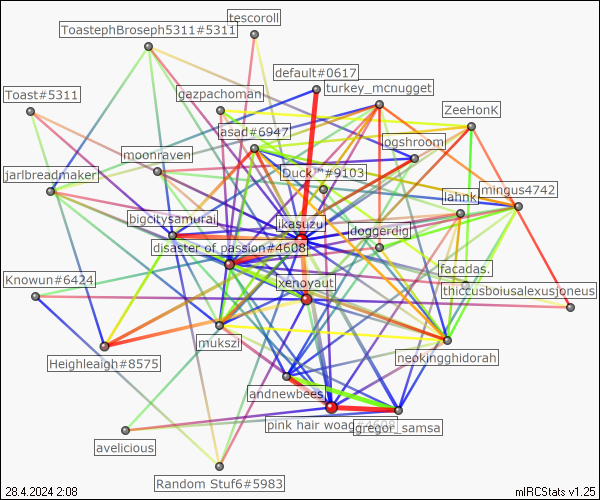 tescoroll
ToastephBroseph5311#5311
default#0617
turkey_mcnugget
Toast#5311
gazpachoman
ZeeHonK
asad#6947
ogshroom
moonraven
Duck™#9103
jarlbreadmaker
lahnk
mingus4742
bigcitysamurai
ikasuzu
doggerdig
disaster of passion#4608
facadas.
Knowun#6424
xenoyaut
thiccusboiusalexusjoneus
mukszi
neokingghidorah
Heighleaigh#8575
andnewbees
pink hair woag#4608
gregor_samsa
avelicious
Random Stuf6#5983
28.4.2024 2:08
mIRCStats v1.25